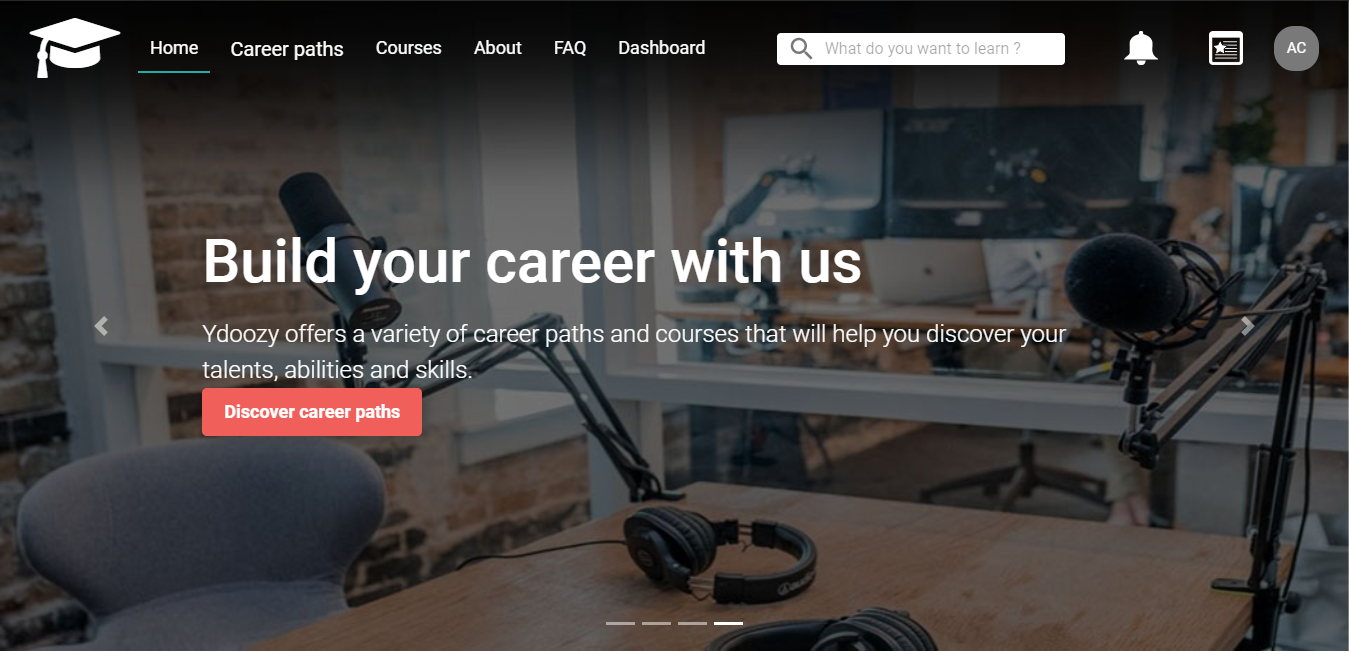 Home
Career paths
Courses
About
FAQ
Dashboard
What do you want to learn ?
AC
acer
Build your career with us
Ydoozy offers a variety of career paths and courses that will help you discover your
talents, abilities and skills.
Discover career paths